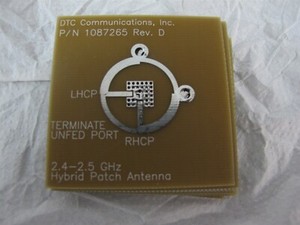 DTC Communications, Inc.
P/N 1087265 Rev. D
LHCP
TERMINATE
UNFED PORT
RHCP
2.4-2.5 GHz
Hybrid Patch Antenna